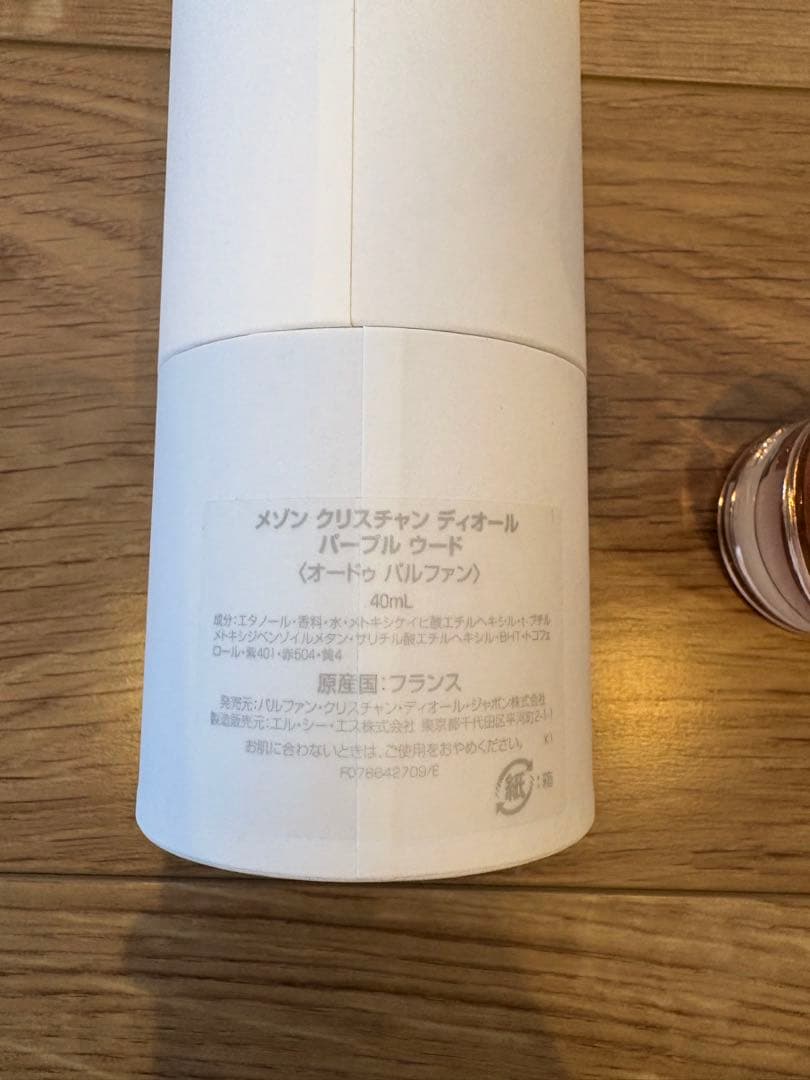 メゾン クリスチャン ディオール
パープル ウード
〈オードゥ パルファン〉
40mL
成分:エタノール・香料・水・メトキシケイヒ酸エチルヘキシル・t-ブチル
メトキシジベンゾイルメタン・サリチル酸エチルヘキシル・BHT・トコフェ
ロール・紫401・赤504・黄4
原産国:フランス
発売元:パルファン・クリスチャン・ディオール・ジャポン株式会社
製造販売元:エル・シー・エス株式会社 東京都千代田区平河町2-1-1
お肌に合わないときは、ご使用をおやめください。 K1
FD76642709/E
紙:箱